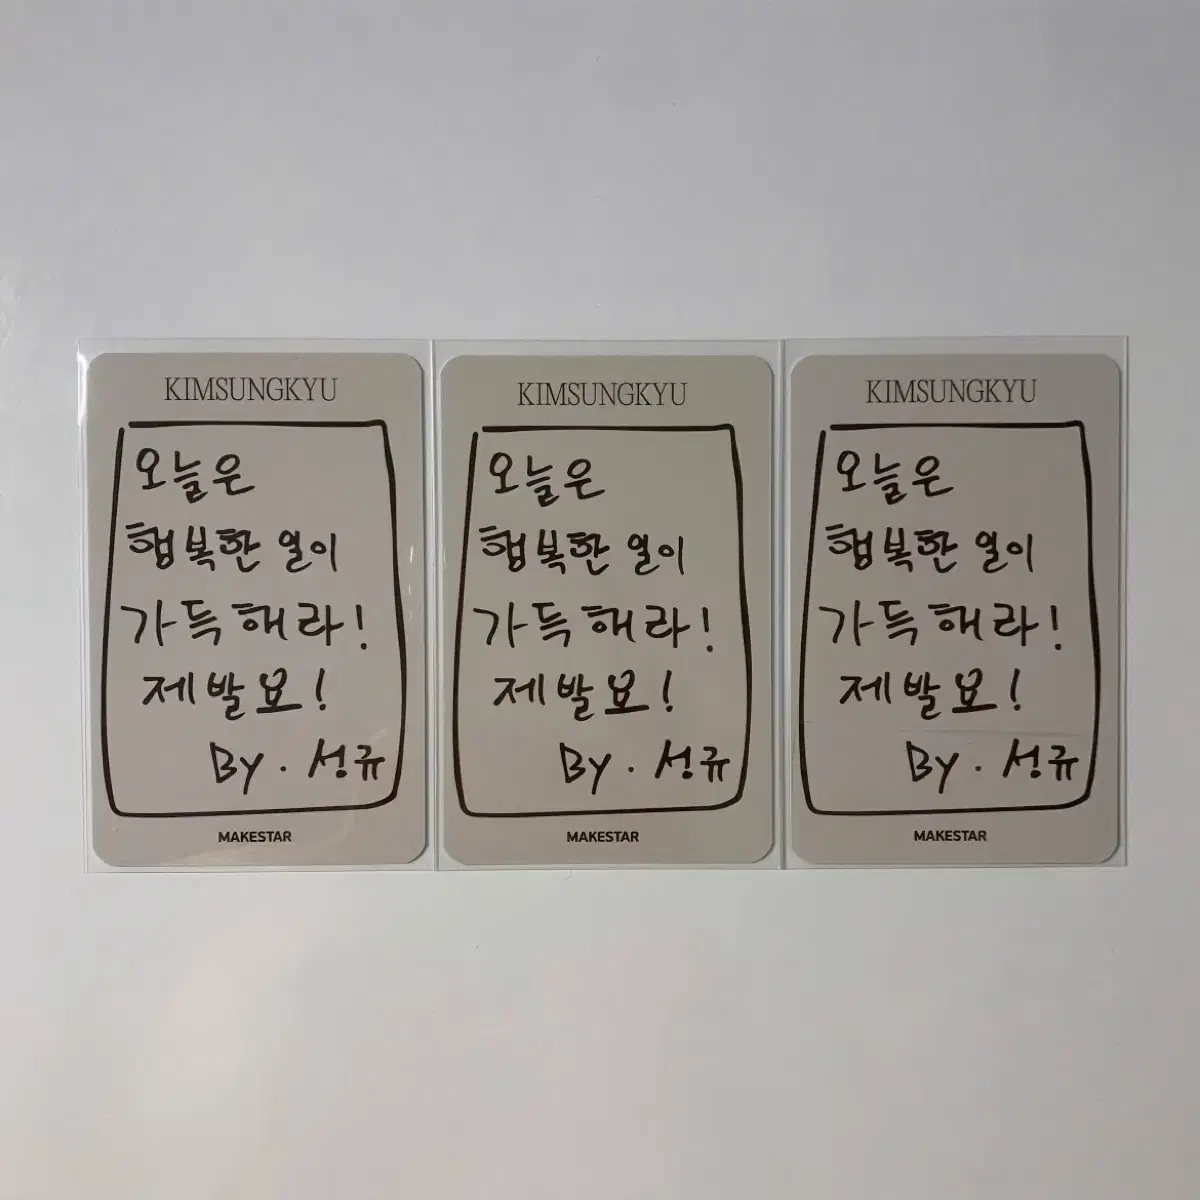 KIMSUNGKYU
오늘은
행복한 일이
가득해라!
제발요!
By. 성규
MAKESTAR
KIMSUNGKYU
오늘은
행복한 일이
가득해라!
제발요!
By. 성규
MAKESTAR
KIMSUNGKYU
오늘은
행복한 일이
가득해라!
제발요!
By. 성규
MAKESTAR